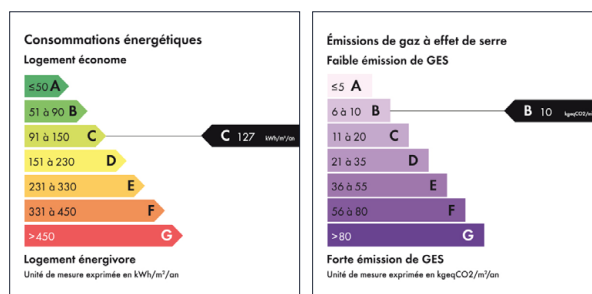 Consommations énergétiques
Logement économe
≤50 A
51 à 90 B
91 à 150 C
C 127 kWh/m²/an
151 à 230 D
231 à 330 E
331 à 450 F
>450 G
Logement énergivore
Unité de mesure exprimée en kWh/m²/an
Émissions de gaz à effet de serre
Faible émission de GES
≤5 A
6 à 10 B
B 10 kgeqCO2/m
11 à 20 C
21 à 35 D
36 à 55 E
56 à 80 F
>80 G
Forte émission de GES
Unité de mesure exprimée en kgeqCO2/m²/an